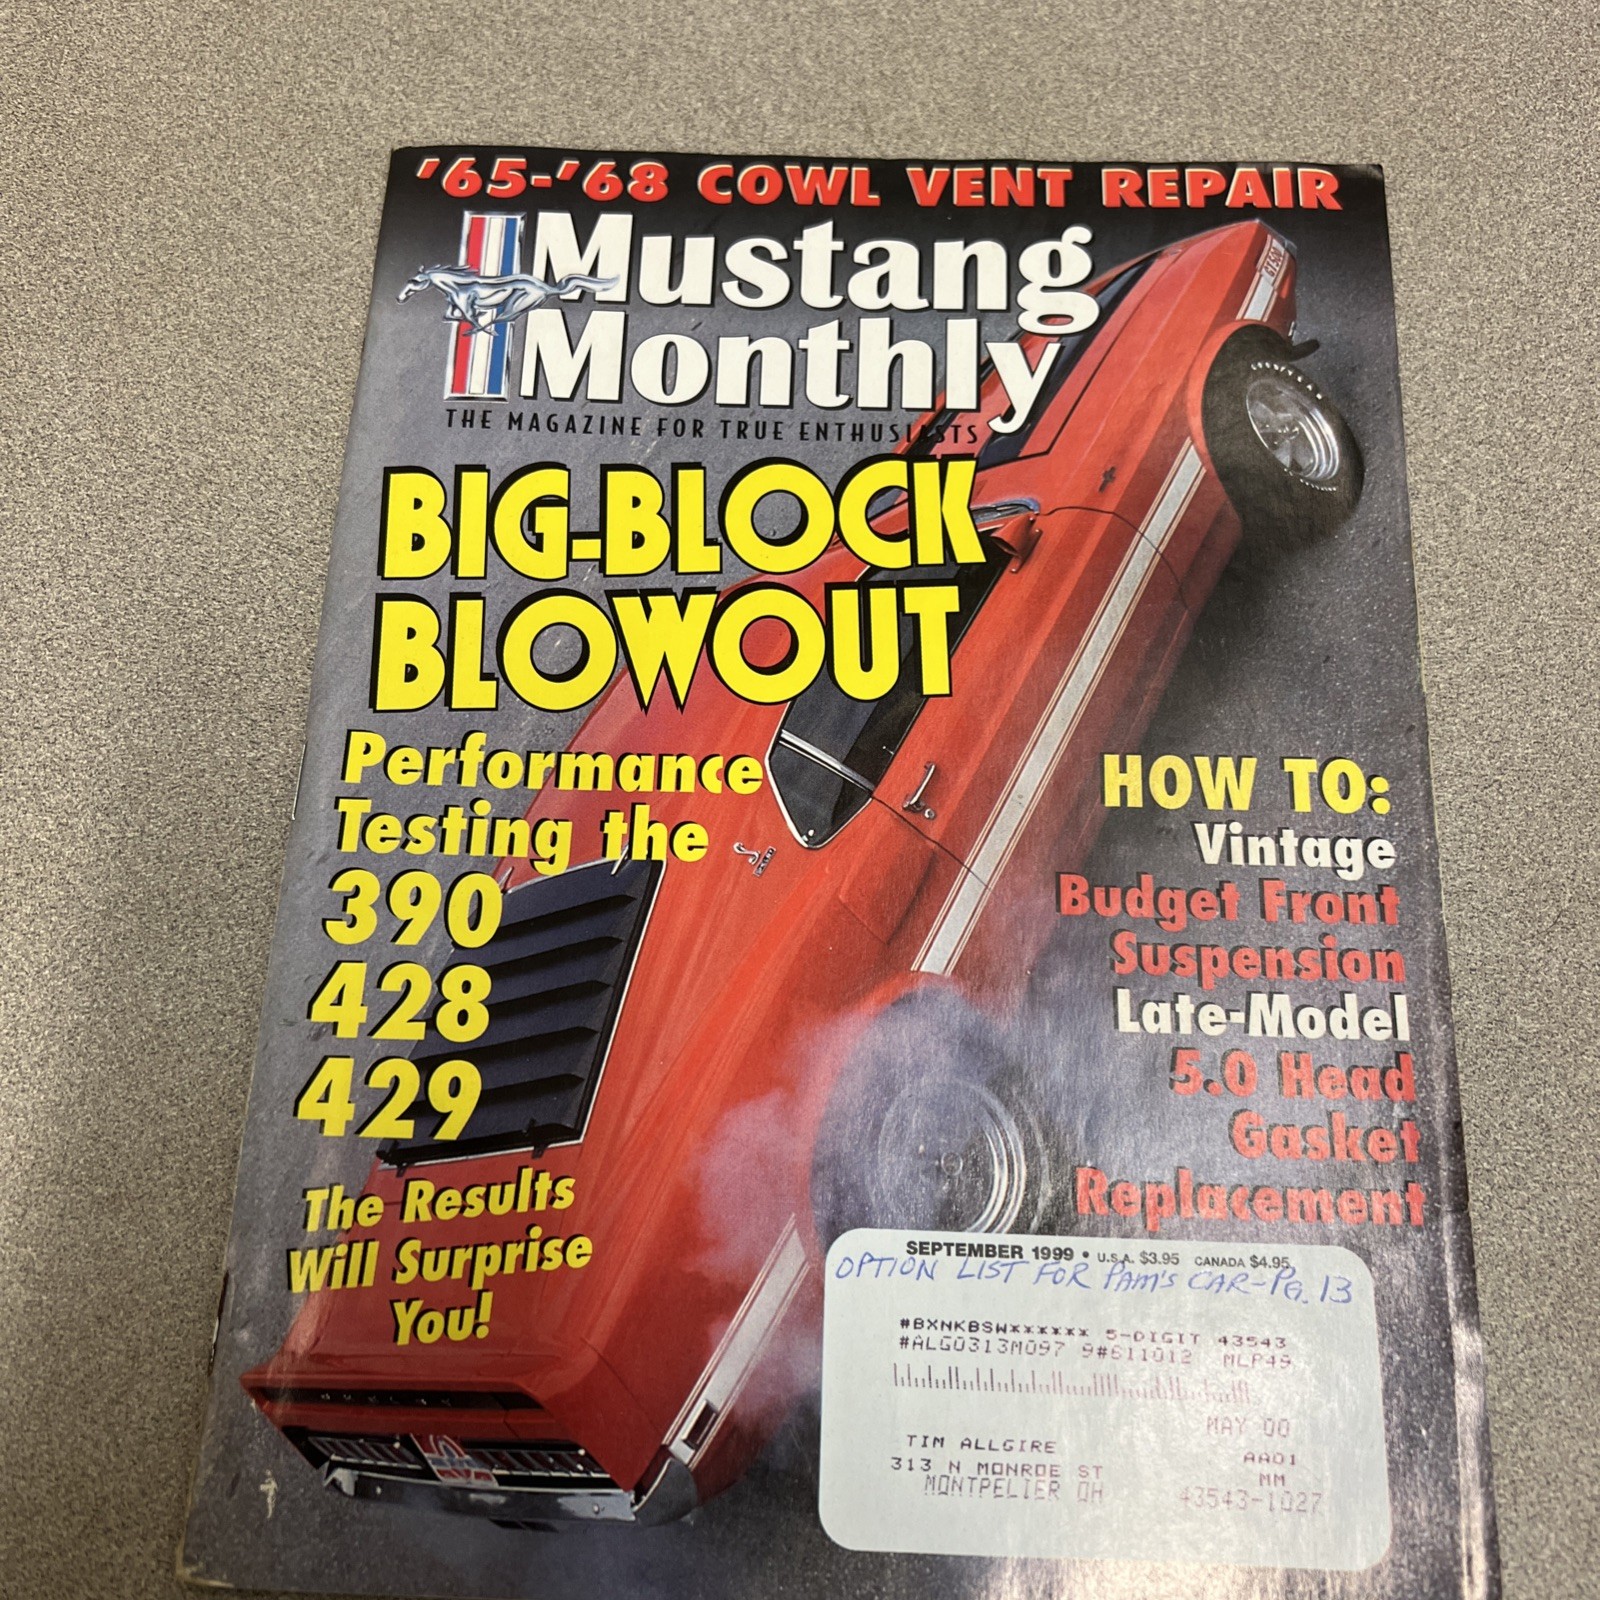 '65-'68 COWL VENT REPAIR
Mustang
Monthly
THE MAGAZINE FOR TRUE ENTHUSIASTS
BIG-BLOCK
BLOWOUT
Performance
Testing the
390
428
429
The Results
Will Surprise
You!
HOW TO:
Vintage
Budget Front
Suspension
Late-Model
5.0 Head
Gasket
Replacement
SEPTEMBER 1999 • U.S.A. $3.95 CANADA $4.95
OPTION LIST FOR PAM'S CAR-PG. 13
#BXNKBSW****** 5-DIGIT 43543
#ALG0313M097 9#611012 MLP49
MAY 00
TIM ALLGIRE AA01
313 N MONROE ST MM
MONTPELIER OH 43543-1027